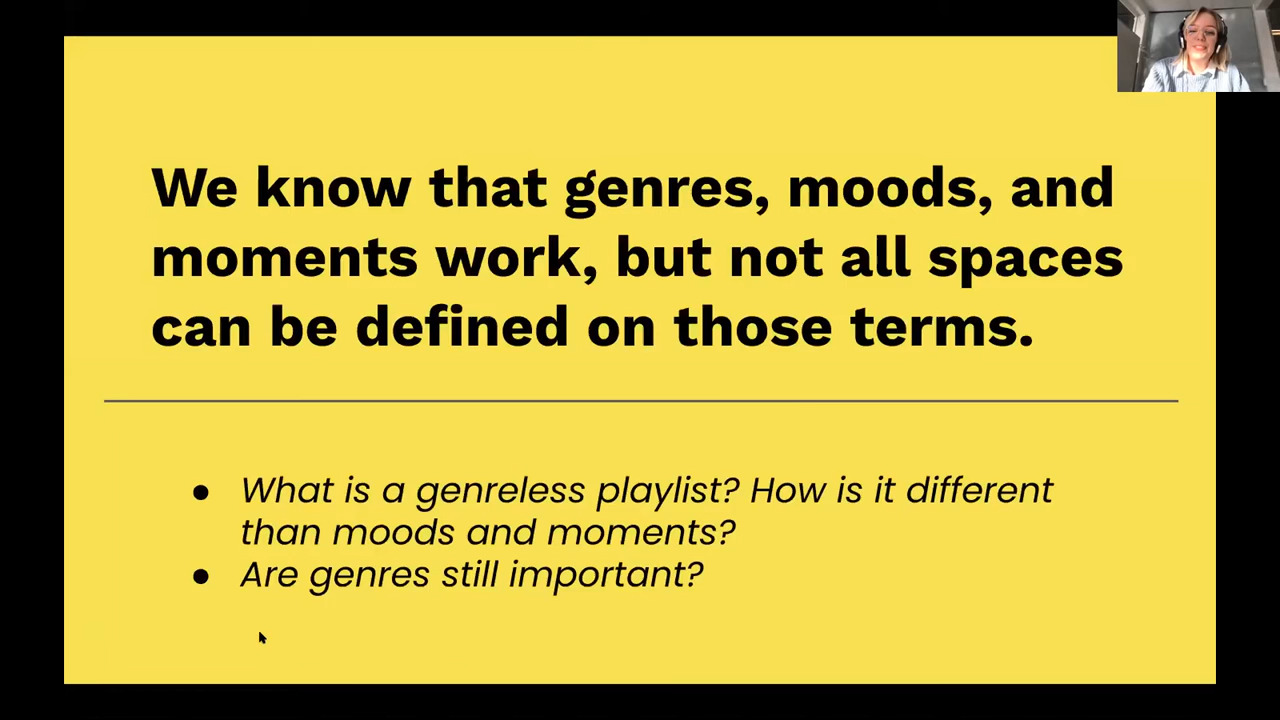 We know that genres, moods, and
moments work, but not all spaces
can be defined on those terms.
● What is a genreless playlist? How is it different
than moods and moments?
● Are genres still important?